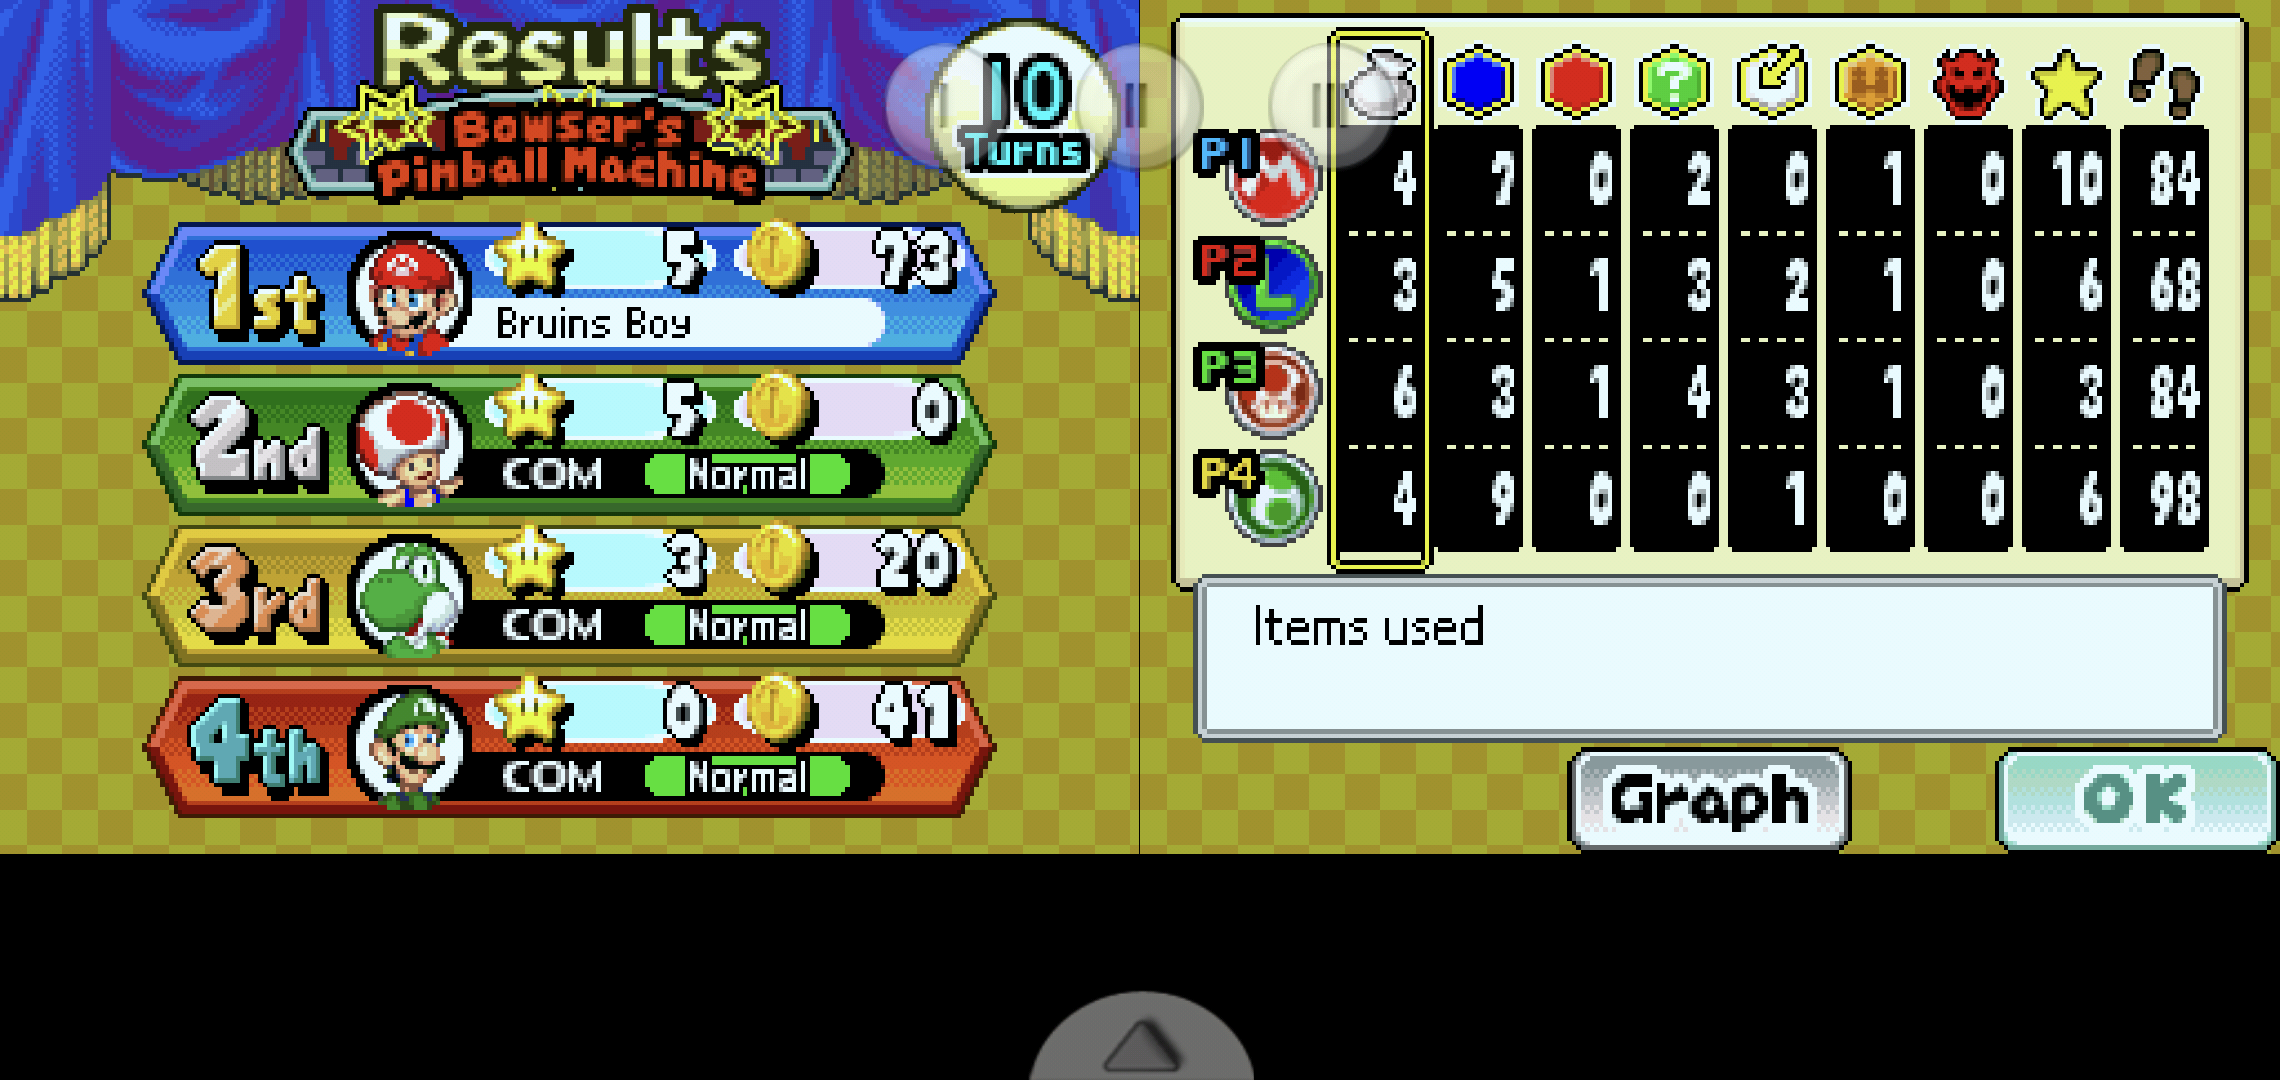 Results
Bowser's
Pinball Machine
10
Turns
1st
5
73
Bruins Boy
2nd
5
0
COM Normal
3rd
3
20
COM Normal
4th
0
41
COM Normal
P1 M 4 7 0 2 0 1 0 10 84
P2 L 3 5 1 3 2 1 0 6 68
P3 6 3 1 4 3 1 0 3 84
P4 4 9 0 0 1 0 0 6 98
Items used
Graph
OK